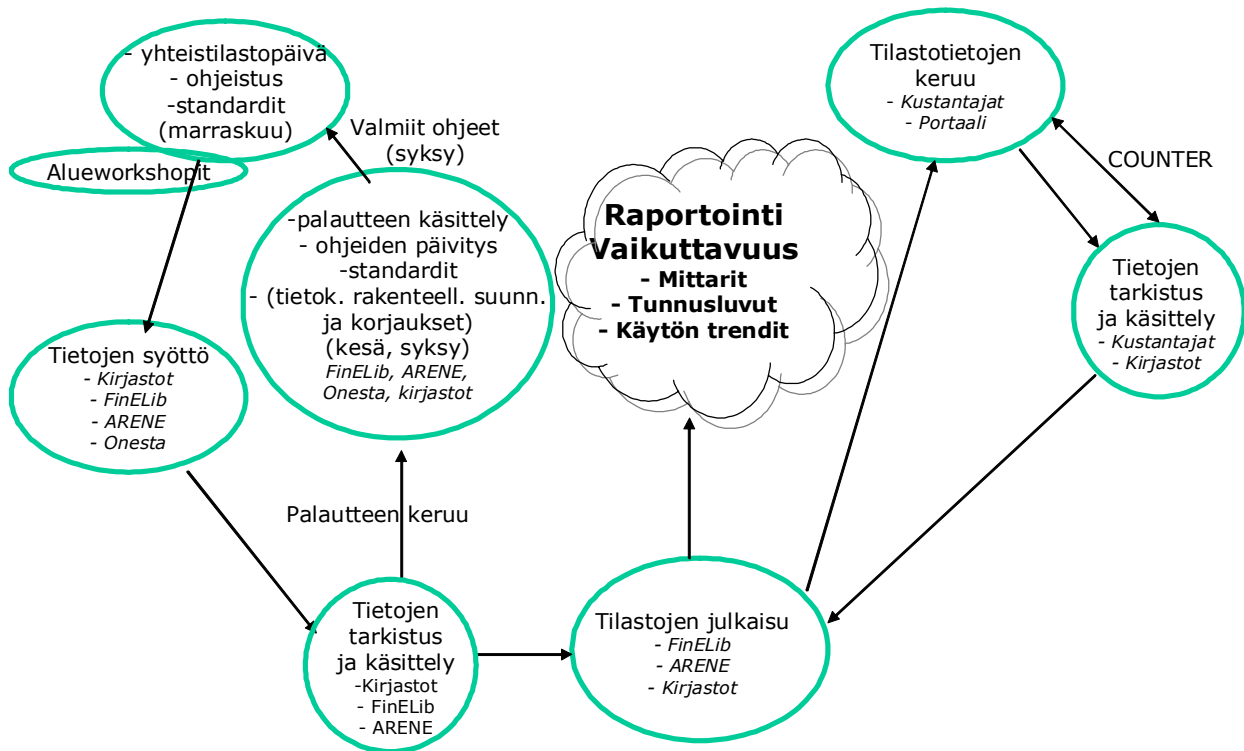 - yhteistilastopäivä
- ohjeistus
-standardit
(marraskuu)
Alueworkshopit
Valmiit ohjeet
(syksy)
-palautteen käsittely
- ohjeiden päivitys
-standardit
- (tietok. rakenteell. suunn.
ja korjaukset)
(kesä, syksy)
FinELib, ARENE,
Onesta, kirjastot
Tietojen syöttö
- Kirjastot
- FinELib
- ARENE
- Onesta
Palautteen keruu
Tietojen
tarkistus
ja käsittely
-Kirjastot
- FinELib
- ARENE
Raportointi
Vaikuttavuus
- Mittarit
- Tunnusluvut
- Käytön trendit
Tilastojen julkaisu
- FinELib
- ARENE
- Kirjastot
Tilastotietojen
keruu
- Kustantajat
- Portaali
COUNTER
Tietojen
tarkistus
ja käsittely
- Kustantajat
- Kirjastot